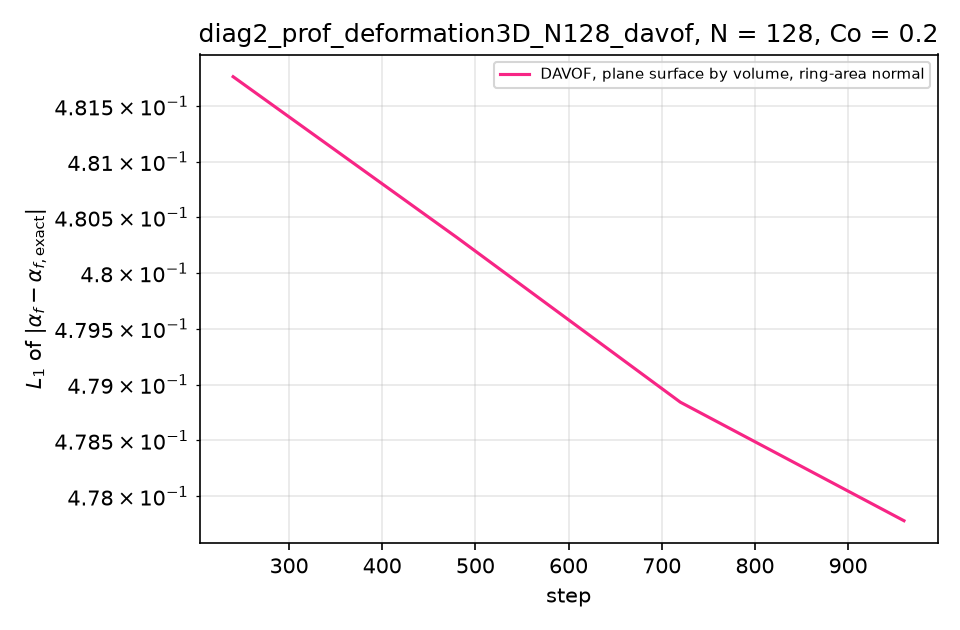 diag2_prof_deformation3D_N128_davof, N = 128, Co = 0.2
DAVOF, plane surface by volume, ring-area normal
L₁ of |α_f − α_{f, exact}|
4.815 × 10⁻¹
4.81 × 10⁻¹
4.805 × 10⁻¹
4.8 × 10⁻¹
4.795 × 10⁻¹
4.79 × 10⁻¹
4.785 × 10⁻¹
4.78 × 10⁻¹
300 400 500 600 700 800 900
step